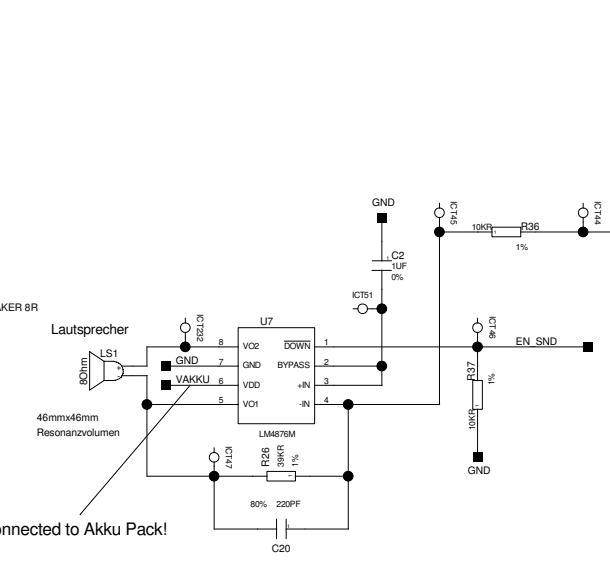 GND
ICT45
ICT44
10KR
1
R36
1%
C2
1UF
0%
ICT51
AKER 8R
Lautsprecher
ICT232
U7
ICT46
EN_SND
LS1
8Ohm
+
GND
VAKKU
8
7
6
5
VO2
GND
VDD
VO1
DOWN
BYPASS
+IN
-IN
1
2
3
4
LM4876M
R37
1%
10KR
GND
46mmx46mm
Resonanzvolumen
ICT47
R26
39KR
1%
80% 220PF
C20
onnected to Akku Pack!